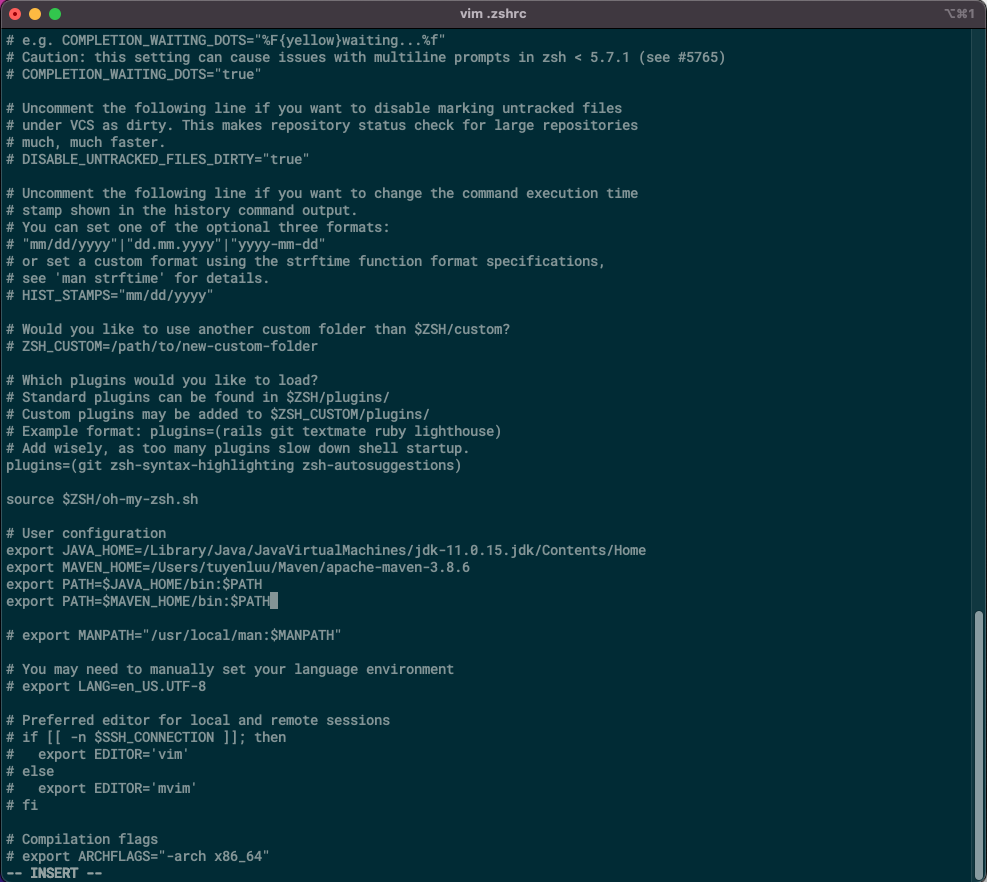 vim .zshrc
⌥⌘1
# e.g. COMPLETION_WAITING_DOTS="%F{yellow}waiting...%f"
# Caution: this setting can cause issues with multiline prompts in zsh < 5.7.1 (see #5765)
# COMPLETION_WAITING_DOTS="true"

# Uncomment the following line if you want to disable marking untracked files
# under VCS as dirty. This makes repository status check for large repositories
# much, much faster.
# DISABLE_UNTRACKED_FILES_DIRTY="true"

# Uncomment the following line if you want to change the command execution time
# stamp shown in the history command output.
# You can set one of the optional three formats:
# "mm/dd/yyyy"|"dd.mm.yyyy"|"yyyy-mm-dd"
# or set a custom format using the strftime function format specifications,
# see 'man strftime' for details.
# HIST_STAMPS="mm/dd/yyyy"

# Would you like to use another custom folder than $ZSH/custom?
# ZSH_CUSTOM=/path/to/new-custom-folder

# Which plugins would you like to load?
# Standard plugins can be found in $ZSH/plugins/
# Custom plugins may be added to $ZSH_CUSTOM/plugins/
# Example format: plugins=(rails git textmate ruby lighthouse)
# Add wisely, as too many plugins slow down shell startup.
plugins=(git zsh-syntax-highlighting zsh-autosuggestions)

source $ZSH/oh-my-zsh.sh

# User configuration
export JAVA_HOME=/Library/Java/JavaVirtualMachines/jdk-11.0.15.jdk/Contents/Home
export MAVEN_HOME=/Users/tuyenluu/Maven/apache-maven-3.8.6
export PATH=$JAVA_HOME/bin:$PATH
export PATH=$MAVEN_HOME/bin:$PATH

# export MANPATH="/usr/local/man:$MANPATH"

# You may need to manually set your language environment
# export LANG=en_US.UTF-8

# Preferred editor for local and remote sessions
# if [[ -n $SSH_CONNECTION ]]; then
#   export EDITOR='vim'
# else
#   export EDITOR='mvim'
# fi

# Compilation flags
# export ARCHFLAGS="-arch x86_64"
-- INSERT --